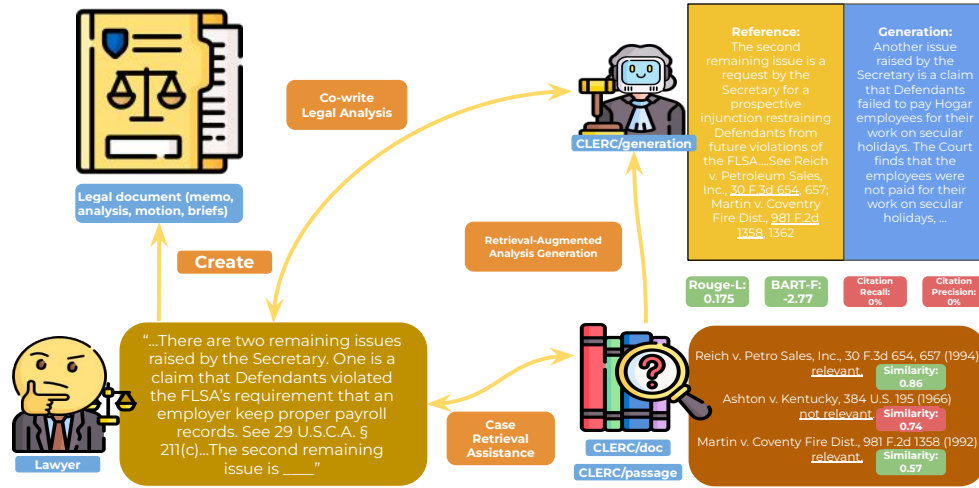 Co-write
Legal Analysis
CLERC/generation
Reference:
The second
remaining issue is a
request by the
Secretary for a
prospective
injunction restraining
Defendants from
future violations of
the FLSA....See Reich
v. Petroleum Sales,
Inc., 30 F.3d 654, 657;
Martin v. Coventry
Fire Dist., 981 F.2d
1358, 1362
Generation:
Another issue
raised by the
Secretary is a claim
that Defendants
failed to pay Hogar
employees for their
work on secular
holidays. The Court
finds that the
employees were
not paid for their
work on secular
holidays, ...
Legal document (memo,
analysis, motion, briefs)
Create
Retrieval-Augmented
Analysis Generation
Rouge-L:
0.175
BART-F:
-2.77
Citation
Recall:
0%
Citation
Precision:
0%
Lawyer
“...There are two remaining issues
raised by the Secretary. One is a
claim that Defendants violated
the FLSA’s requirement that an
employer keep proper payroll
records. See 29 U.S.C.A. §
211(c)...The second remaining
issue is ____”
Case
Retrieval
Assistance
?
CLERC/doc
CLERC/passage
Reich v. Petro Sales, Inc., 30 F.3d 654, 657 (1994)
relevant
Similarity:
0.86
Ashton v. Kentucky, 384 U.S. 195 (1966)
not relevant
Similarity:
0.74
Martin v. Coventy Fire Dist., 981 F.2d 1358 (1992)
relevant
Similarity:
0.57